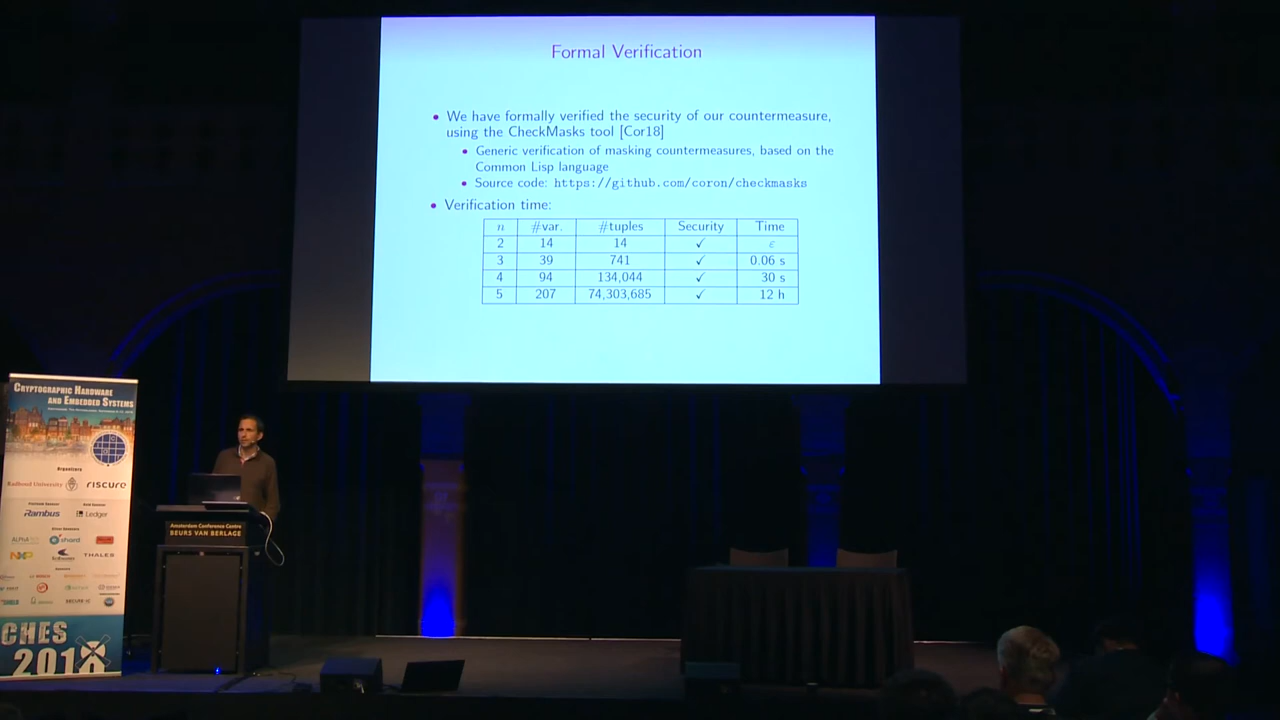 Formal Verification
• We have formally verified the security of our countermeasure,
using the CheckMasks tool [Cor18]
• Generic verification of masking countermeasures, based on the
Common Lisp language
• Source code: https://github.com/coron/checkmasks
• Verification time:
n #var. #tuples Security Time
2 14 14 ✓ ε
3 39 741 ✓ 0.06 s
4 94 134,044 ✓ 30 s
5 207 74,303,685 ✓ 12 h
CRYPTOGRAPHIC HARDWARE
AND EMBEDDED SYSTEMS
Organizers
Radboud University
riscure
Rambus
Ledger
NXP
THALES
CHES
2018
Amsterdam Conference Centre
BEURS VAN BERLAGE